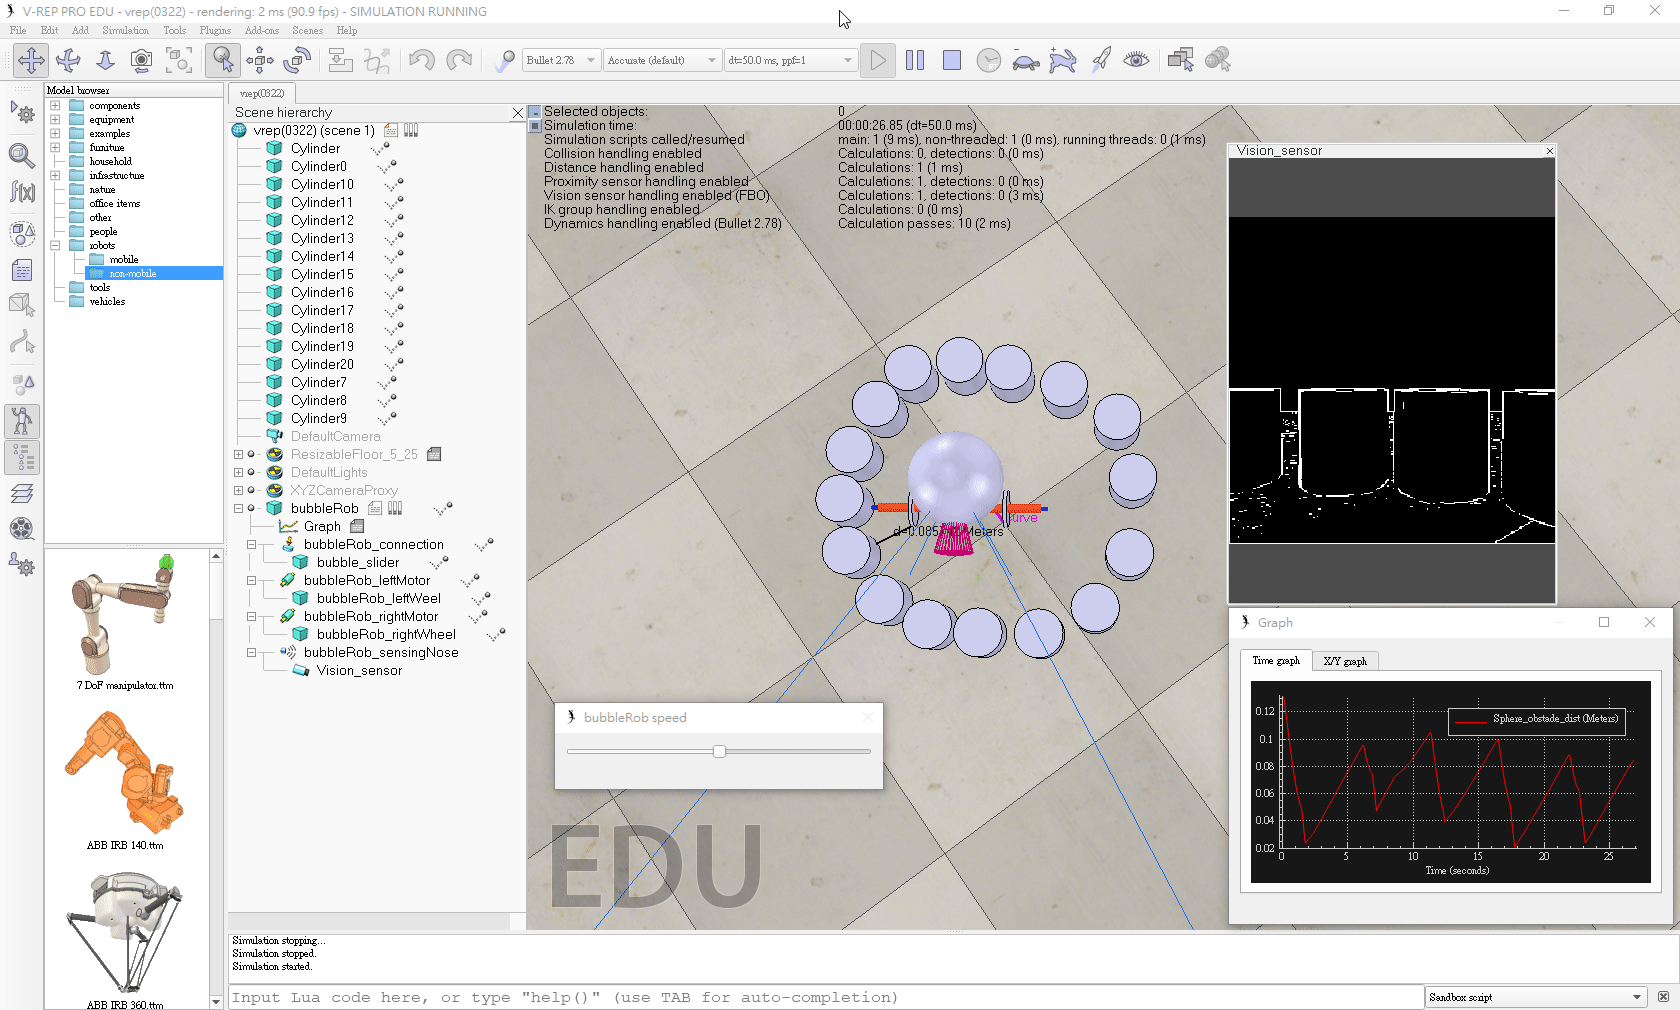 V-REP PRO EDU - vrep(0322) - rendering: 2 ms (90.9 fps) - SIMULATION RUNNING
File Edit Add Simulation Tools Plugins Add-ons Scenes Help
Bullet 2.78 Accurate (default) dt=50.0 ms, ppf=1
Model browser
components
equipment
examples
furniture
household
infrastructure
nature
office items
other
people
robots
mobile
non-mobile
tools
vehicles
7 DoF manipulator.ttm
ABB IRB 140.ttm
ABB IRB 360.ttm
vrep(0322)
Scene hierarchy
vrep(0322) (scene 1)
Cylinder
Cylinder0
Cylinder10
Cylinder11
Cylinder12
Cylinder13
Cylinder14
Cylinder15
Cylinder16
Cylinder17
Cylinder18
Cylinder19
Cylinder20
Cylinder7
Cylinder8
Cylinder9
DefaultCamera
ResizableFloor_5_25
DefaultLights
XYZCameraProxy
bubbleRob
Graph
bubbleRob_connection
bubble_slider
bubbleRob_leftMotor
bubbleRob_leftWeel
bubbleRob_rightMotor
bubbleRob_rightWheel
bubbleRob_sensingNose
Vision_sensor
Selected objects: 0
Simulation time: 00:00:26.85 (dt=50.0 ms)
Simulation scripts called/resumed main: 1 (9 ms), non-threaded: 1 (0 ms), running threads: 0 (1 ms)
Collision handling enabled Calculations: 0, detections: 0 (0 ms)
Distance handling enabled Calculations: 1 (1 ms)
Proximity sensor handling enabled Calculations: 1, detections: 0 (0 ms)
Vision sensor handling enabled (FBO) Calculations: 1, detections: 0 (3 ms)
IK group handling enabled Calculations: 0 (0 ms)
Dynamics handling enabled (Bullet 2.78) Calculation passes: 10 (2 ms)
EDU
bubbleRob speed
Vision_sensor
Graph
Time graph X/Y graph
Sphere_obstade_dist (Meters)
0.12
0.1
0.08
0.06
0.04
0.02
0 5 10 15 20 25
Time (seconds)
Simulation stopping...
Simulation stopped.
Simulation started.
Input Lua code here, or type "help()" (use TAB for auto-completion)
Sandbox script